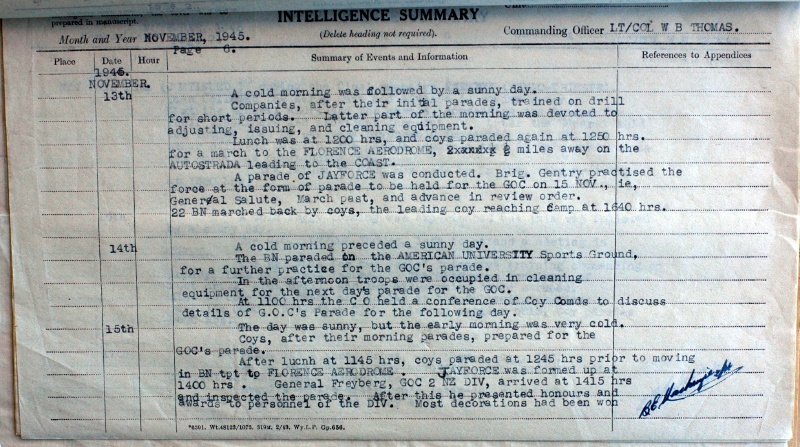 prepared in manuscript.
INTELLIGENCE SUMMARY
Month and Year NOVEMBER, 1945.
(Delete heading not required).
Commanding Officer LT/COL W B THOMAS.
Page 6.
Place Date Hour Summary of Events and Information References to Appendices
1945.
NOVEMBER.
13th A cold morning was followed by a sunny day.
Companies, after their initial parades, trained on drill
for short periods. Latter part of the morning was devoted to
adjusting, issuing, and cleaning equipment.
Lunch was at 1200 hrs, and coys paraded again at 1250 hrs.
for a march to the FLORENCE AERODROME, miles away on the
AUTOSTRADA leading to the COAST.
A parade of JAYFORCE was conducted. Brig. Gentry practised the
force at the form of parade to be held for the GOC on 15 NOV., ie,
General Salute, March past, and advance in review order.
22 BN marched back by coys, the leading coy reaching camp at 1640 hrs.
14th A cold morning preceded a sunny day.
The BN paraded on the AMERICAN UNIVERSITY Sports Ground,
for a further practice for the GOC's parade.
In the afternoon troops were occupied in cleaning
equipment for the next days parade for the GOC.
At 1100 hrs the C O held a conference of Coy Comds to discuss
details of G.O.C's Parade for the following day.
15th The day was sunny, but the early morning was very cold.
Coys, after their morning parades, prepared for the
GOC's parade.
After lucnh at 1145 hrs, coys paraded at 1245 hrs prior to moving
in BN tpt to FLORENCE AERODROME . JAYFORCE was formed up at
1400 hrs . General Freyberg, GOC 2 NZ DIV, arrived at 1415 hrs
and inspected the parade. After this he presented honours and
awards to personnel of the DIV. Most decorations had been won